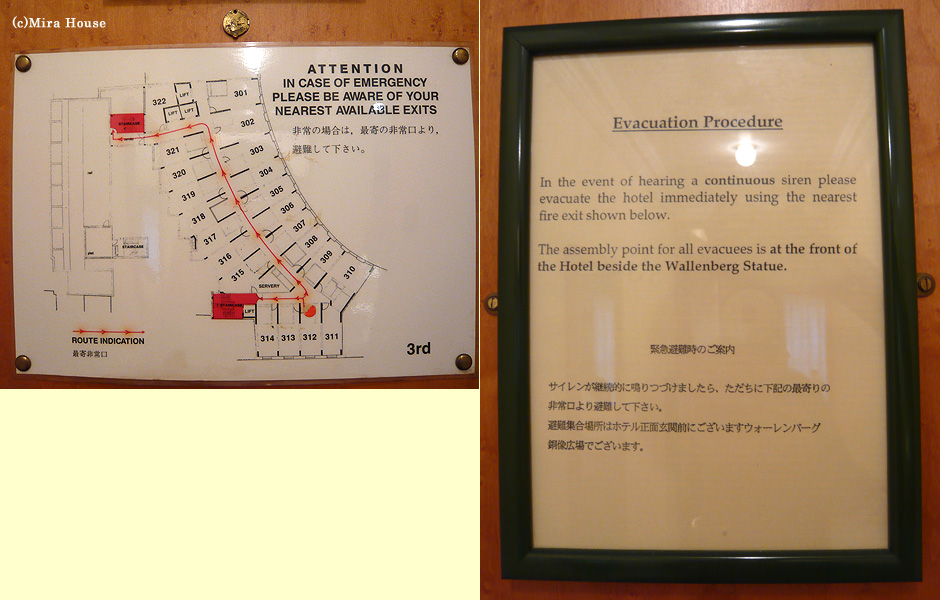 (c)Mira House
ATTENTION
IN CASE OF EMERGENCY
PLEASE BE AWARE OF YOUR
NEAREST AVAILABLE EXITS
非常の場合は，最寄の非常口より，
避難して下さい。
322
LIFT
LIFT
LIFT
301
STAIRCASE
302
321
303
320
304
319
305
318
306
317
307
STAIRCASE
316
308
315
309
SERVERY
310
STAIRCASE
LIFT
314
313
312
311
ROUTE INDICATION
最寄非常口
3rd
Evacuation Procedure
In the event of hearing a continuous siren please
evacuate the hotel immediately using the nearest
fire exit shown below.
The assembly point for all evacuees is at the front of
the Hotel beside the Wallenberg Statue.
緊急避難時のご案内
サイレンが継続的に鳴りつづけましたら、ただちに下記の最寄りの
非常口より避難して下さい。
避難集合場所はホテル正面玄関前にございますウォーレンバーグ
銅像広場でございます。